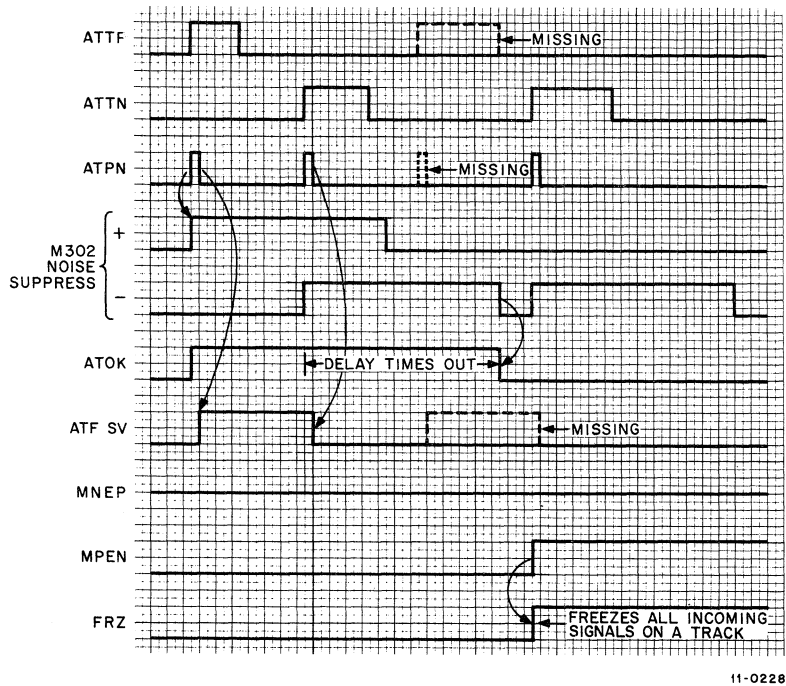 ATTF
MISSING
ATTN
ATPN
MISSING
+
M302
NOISE
SUPPRESS
−
ATOK
DELAY TIMES OUT
ATF SV
MISSING
MNEP
MPEN
FRZ
FREEZES ALL INCOMING
SIGNALS ON A TRACK
11-0228